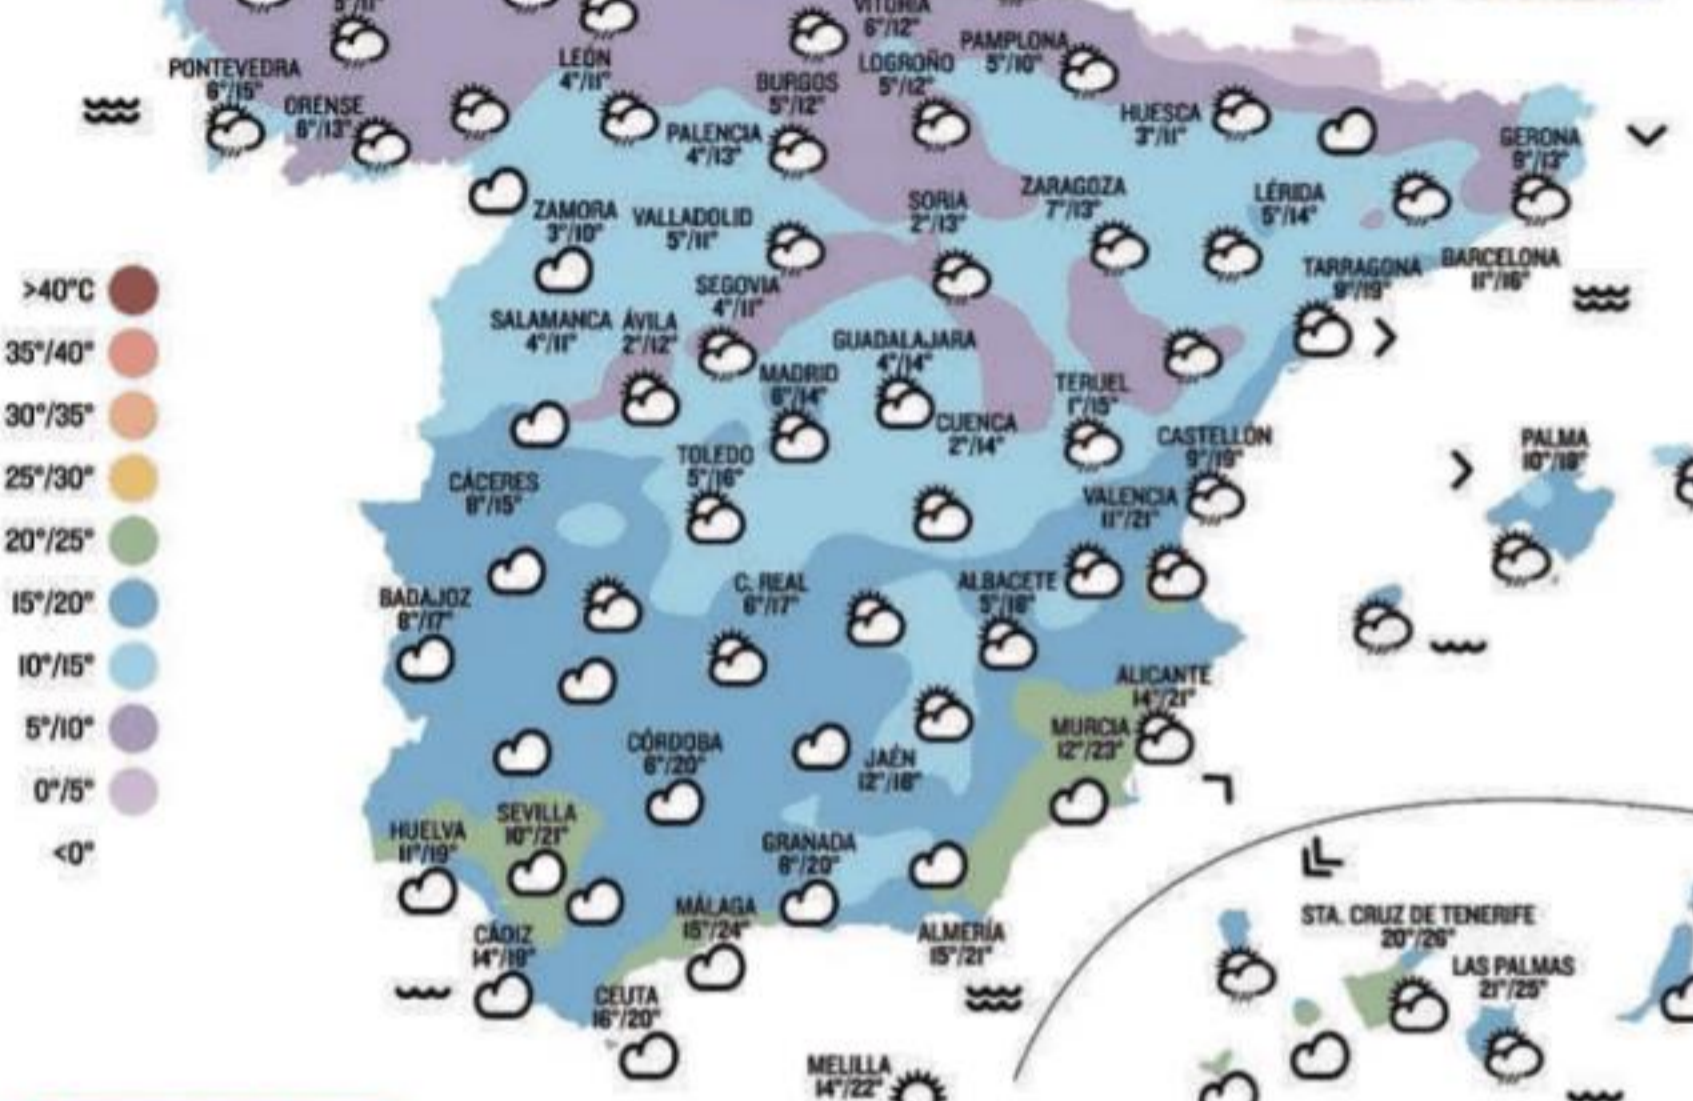 5°/11°
VITORIA
6°/12°
PAMPLONA
5°/10°
LEÓN
4°/11°
LOGROÑO
5°/12°
PONTEVEDRA
6°/15°
BURGOS
5°/12°
ORENSE
6°/13°
HUESCA
3°/11°
PALENCIA
4°/13°
GERONA
9°/13°
ZARAGOZA
7°/13°
LÉRIDA
5°/14°
SORIA
2°/13°
ZAMORA
3°/10°
VALLADOLID
5°/11°
BARCELONA
11°/16°
TARRAGONA
9°/19°
>40°C
SEGOVIA
4°/11°
SALAMANCA
4°/11°
ÁVILA
2°/12°
GUADALAJARA
4°/14°
35°/40°
MADRID
6°/14°
TERUEL
1°/15°
30°/35°
CUENCA
2°/14°
CASTELLÓN
9°/19°
PALMA
10°/18°
TOLEDO
5°/16°
25°/30°
CÁCERES
8°/15°
VALENCIA
11°/21°
20°/25°
C. REAL
6°/17°
ALBACETE
5°/16°
15°/20°
BADAJOZ
8°/17°
10°/15°
ALICANTE
14°/21°
5°/10°
MURCIA
12°/23°
CÓRDOBA
6°/20°
JAÉN
12°/18°
0°/5°
SEVILLA
10°/21°
HUELVA
11°/19°
GRANADA
6°/20°
<0°
MÁLAGA
15°/24°
STA. CRUZ DE TENERIFE
20°/26°
CÁDIZ
14°/19°
ALMERÍA
15°/21°
LAS PALMAS
21°/25°
CEUTA
16°/20°
MELILLA
14°/22°